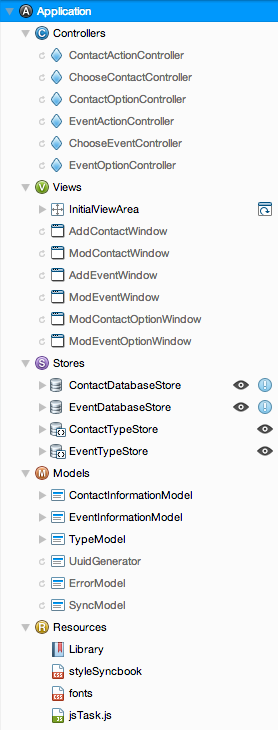 Application
Controllers
ContactActionController
ChooseContactController
ContactOptionController
EventActionController
ChooseEventController
EventOptionController
Views
InitialViewArea
AddContactWindow
ModContactWindow
AddEventWindow
ModEventWindow
ModContactOptionWindow
ModEventOptionWindow
Stores
ContactDatabaseStore
EventDatabaseStore
ContactTypeStore
EventTypeStore
Models
ContactInformationModel
EventInformationModel
TypeModel
UuidGenerator
ErrorModel
SyncModel
Resources
Library
styleSyncbook
fonts
jsTask.js